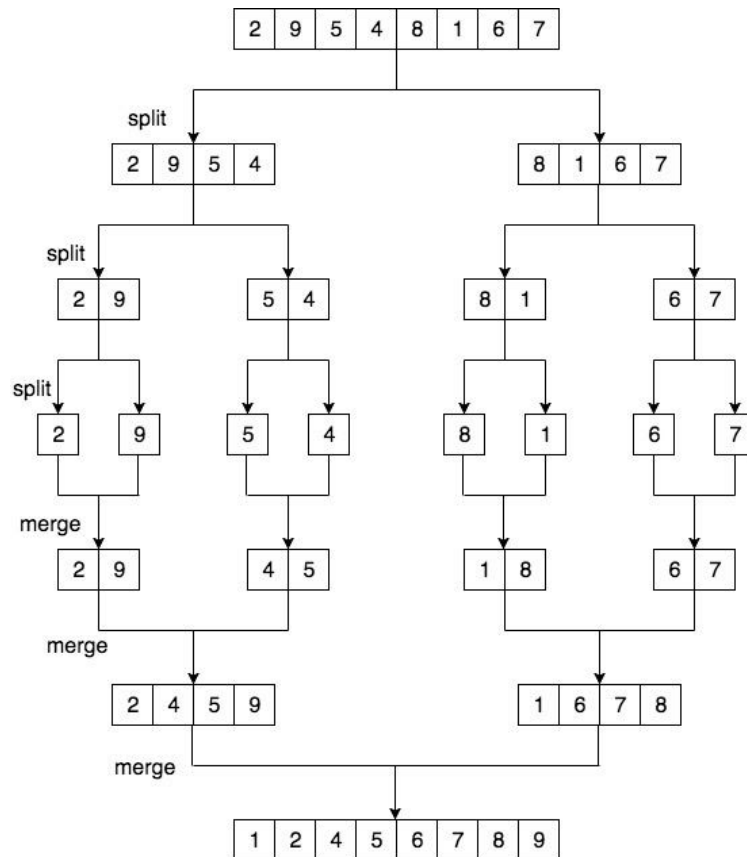 2 9 5 4 8 1 6 7
split
2 9 5 4
8 1 6 7
split
2 9
5 4
8 1
6 7
split
2
9
5
4
8
1
6
7
merge
2 9
4 5
1 8
6 7
merge
2 4 5 9
1 6 7 8
merge
1 2 4 5 6 7 8 9